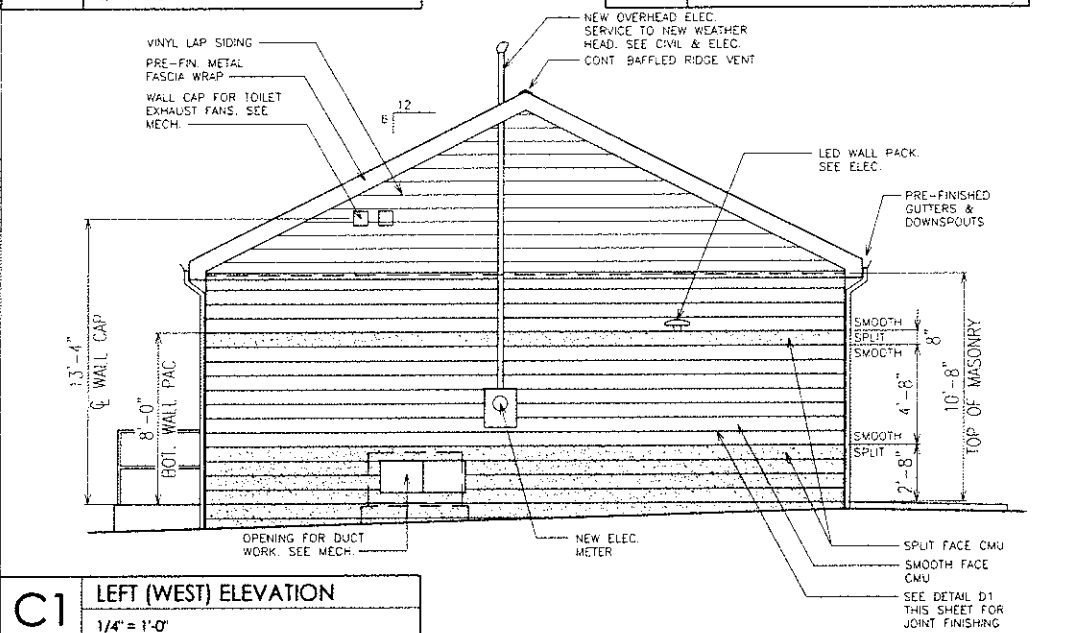 NEW OVERHEAD ELEC.
SERVICE TO NEW WEATHER
HEAD. SEE CIVIL & ELEC.
CONT BAFFLED RIDGE VENT
VINYL LAP SIDING
PRE-FIN. METAL
FASCIA WRAP
WALL CAP FOR TOILET
EXHAUST FANS, SEE
MECH.
12
6
LED WALL PACK.
SEE ELEC.
PRE-FINISHED
GUTTERS &
DOWNSPOUTS
13'-4"
℄ WALL CAP
8'-0"
BOT. WALL PAC
SMOOTH
SPLIT
SMOOTH
8"
4'-8"
10'-8"
TOP OF MASONRY
SMOOTH
SPLIT
2'-8"
OPENING FOR DUCT
WORK. SEE MECH.
NEW ELEC.
METER
SPLIT FACE CMU
SMOOTH FACE
CMU
SEE DETAIL D1
THIS SHEET FOR
JOINT FINISHING
C1
LEFT (WEST) ELEVATION
1/4" = 1'-0"